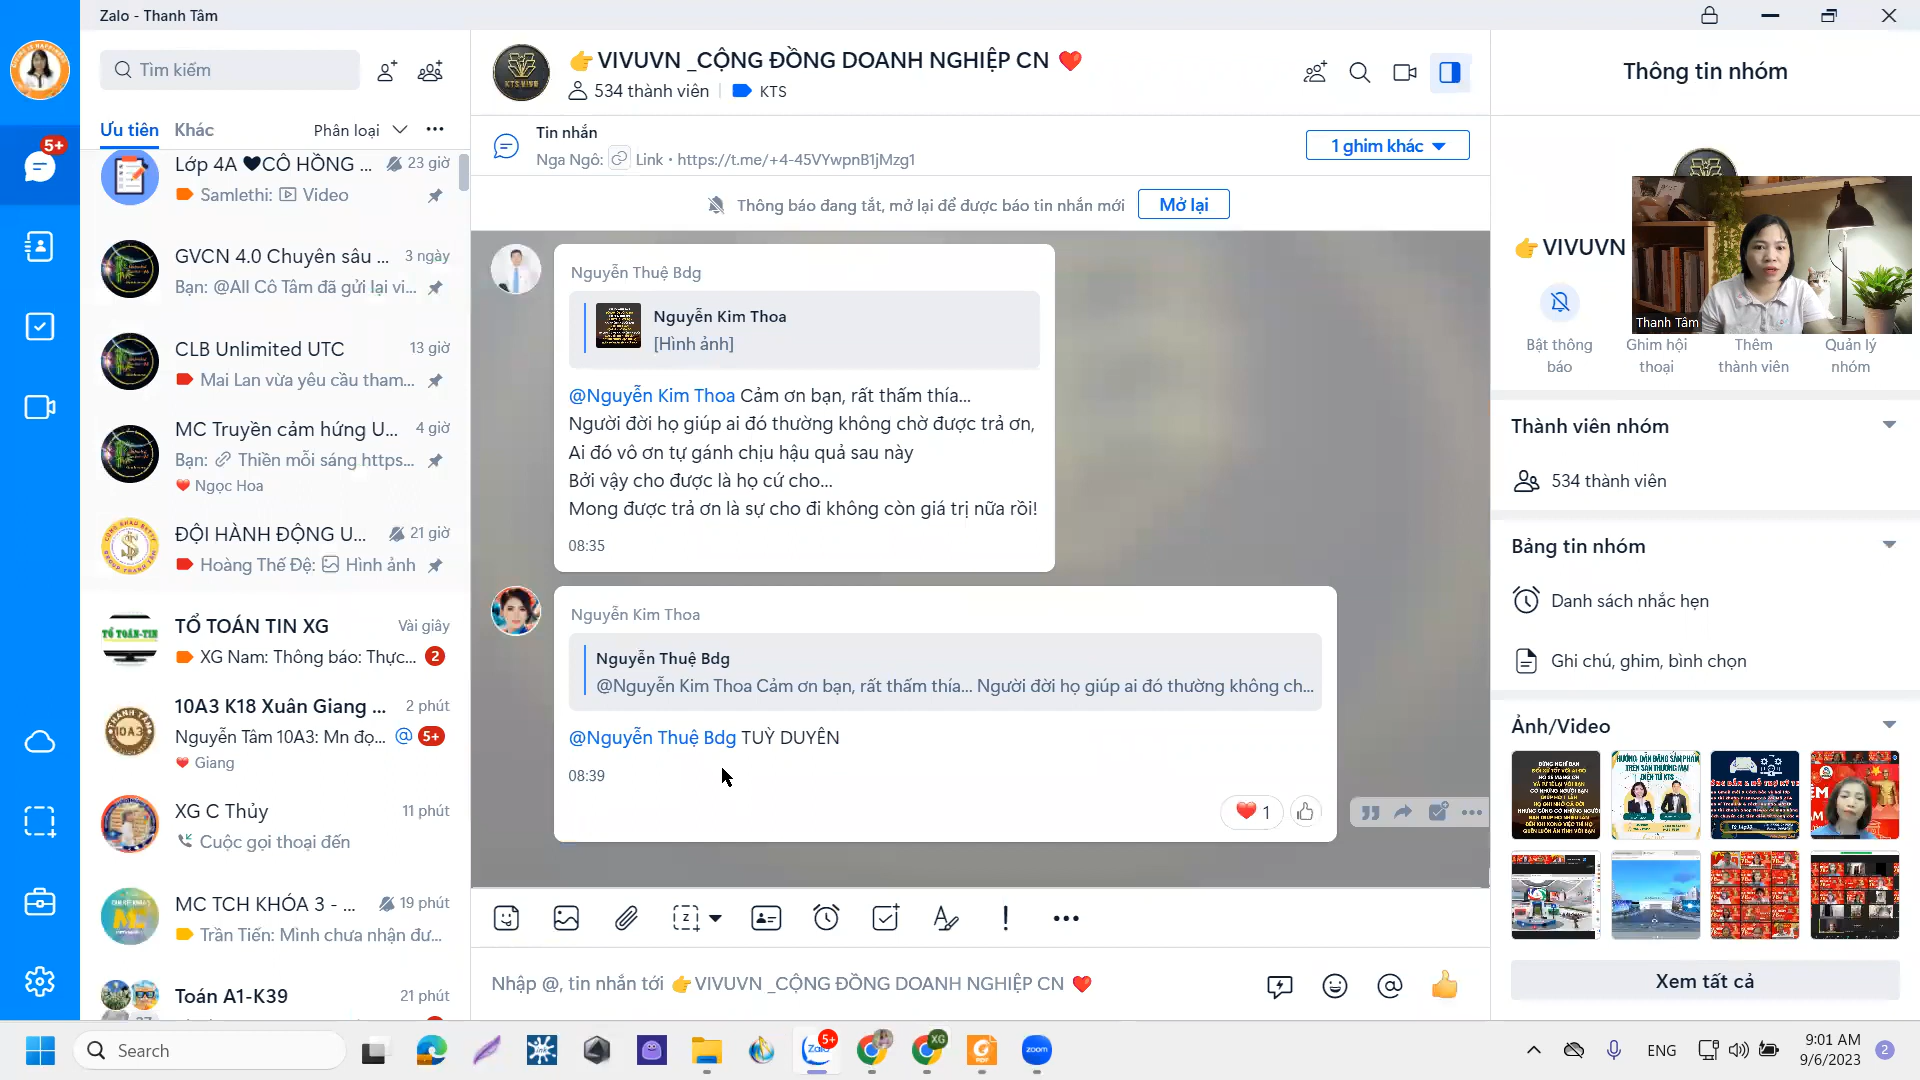 Zalo - Thanh Tâm
Tìm kiếm
Ưu tiên Khác Phân loại
Lớp 4A 🖤CÔ HỒNG ... 23 giờ
Samlethi: Video
GVCN 4.0 Chuyên sâu ... 3 ngày
Bạn: @All Cô Tâm đã gửi lại vi...
CLB Unlimited UTC 13 giờ
Mai Lan vừa yêu cầu tham...
MC Truyền cảm hứng U... 4 giờ
Bạn: Thiền mỗi sáng https...
❤️ Ngọc Hoa
ĐỘI HÀNH ĐỘNG U... 21 giờ
Hoàng Thế Đệ: Hình ảnh
TỔ TOÁN-TIN
TỔ TOÁN TIN XG Vài giây
XG Nam: Thông báo: Thực... 2
10A3 K18 Xuân Giang ... 2 phút
Nguyễn Tâm 10A3: Mn đọ... @ 5+
❤️ Giang
XG C Thủy 11 phút
Cuộc gọi thoại đến
MC TCH KHÓA 3 - ... 19 phút
Trần Tiến: Mình chưa nhận đư...
Toán A1-K39 21 phút
5+
👉VIVUVN _CỘNG ĐỒNG DOANH NGHIỆP CN ❤️
534 thành viên KTS
Tin nhắn
Nga Ngô: Link • https://t.me/+4-45VYwpnB1jMzg1
1 ghim khác
Thông báo đang tắt, mở lại để được báo tin nhắn mới Mở lại
Nguyễn Thuệ Bdg
Nguyễn Kim Thoa
[Hình ảnh]
@Nguyễn Kim Thoa Cảm ơn bạn, rất thấm thía...
Người đời họ giúp ai đó thường không chờ được trả ơn,
Ai đó vô ơn tự gánh chịu hậu quả sau này
Bởi vậy cho được là họ cứ cho...
Mong được trả ơn là sự cho đi không còn giá trị nữa rồi!
08:35
Nguyễn Kim Thoa
Nguyễn Thuệ Bdg
@Nguyễn Kim Thoa Cảm ơn bạn, rất thấm thía... Người đời họ giúp ai đó thường không ch...
@Nguyễn Thuệ Bdg TUỲ DUYÊN
08:39
❤️ 1
Nhập @, tin nhắn tới 👉VIVUVN _CỘNG ĐỒNG DOANH NGHIỆP CN ❤️
Thông tin nhóm
👉VIVUVN
Thanh Tâm
Bật thông báo
Ghim hội thoại
Thêm thành viên
Quản lý nhóm
Thành viên nhóm
534 thành viên
Bảng tin nhóm
Danh sách nhắc hẹn
Ghi chú, ghim, bình chọn
Ảnh/Video
Xem tất cả
Search
ENG
9:01 AM
9/6/2023
2